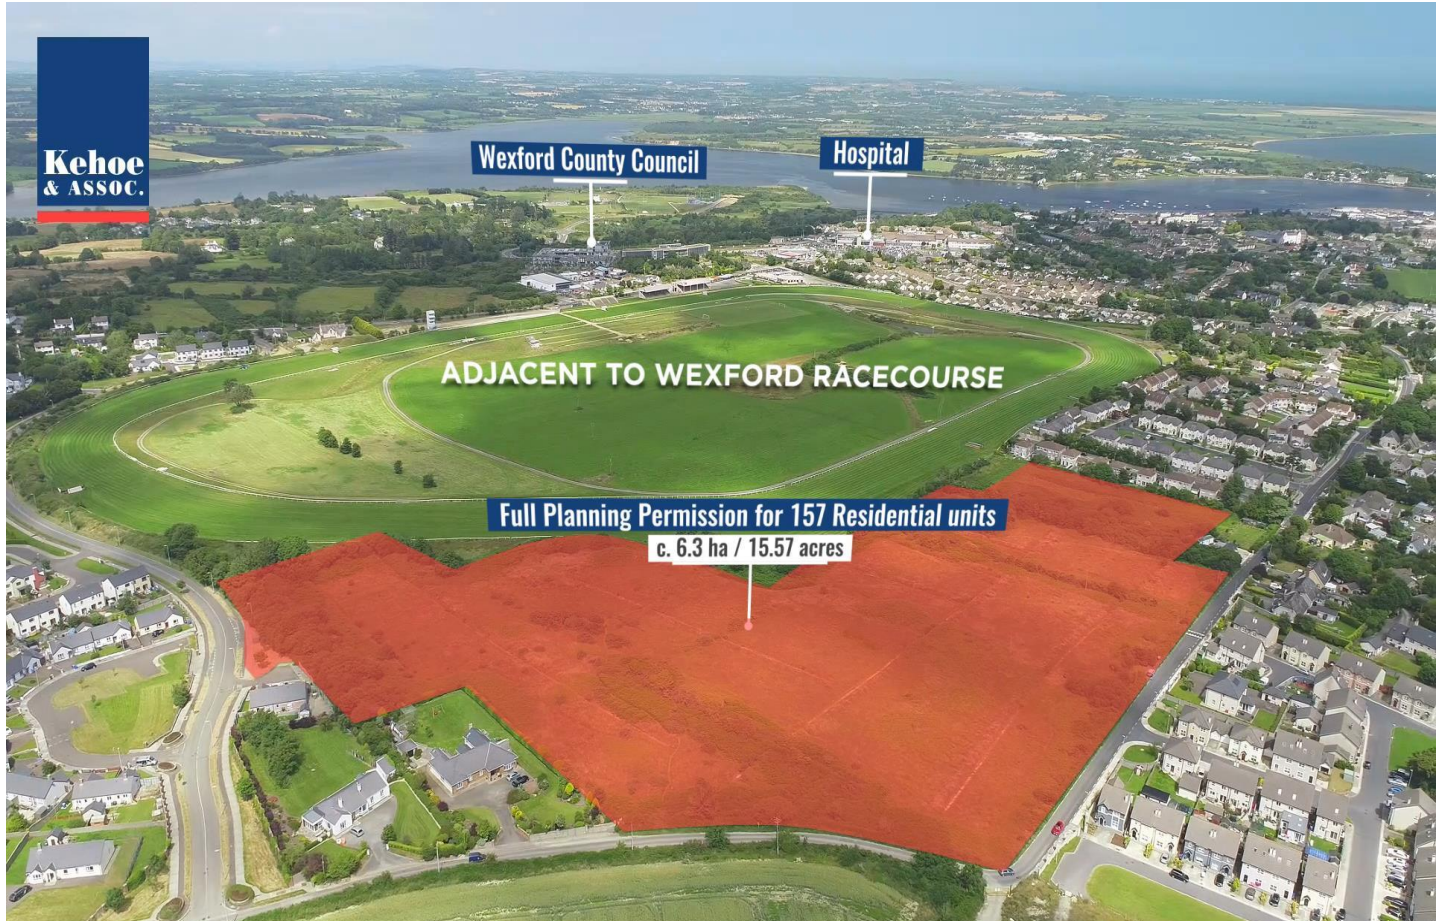 Kehoe
& ASSOC.
Wexford County Council
Hospital
ADJACENT TO WEXFORD RACECOURSE
Full Planning Permission for 157 Residential units
c. 6.3 ha / 15.57 acres